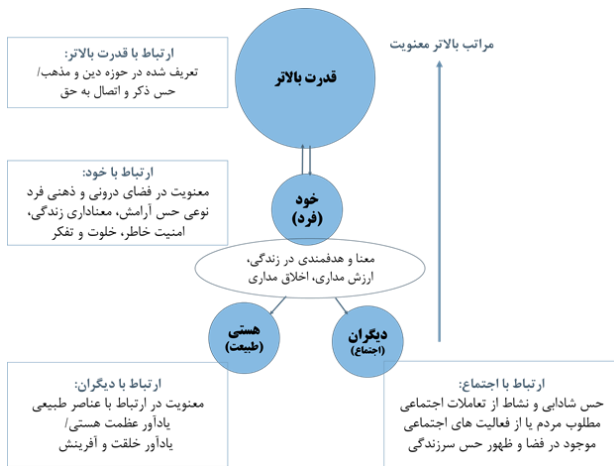 ارتباط با قدرت بالاتر:
تعریف شده در حوزه دین و مذهب/
حس ذکر و اتصال به حق
قدرت بالاتر
مراتب بالاتر معنویت
ارتباط با خود:
معنویت در فضای درونی و ذهنی فرد
نوعی حس آرامش، معناداری زندگی،
امنیت خاطر، خلوت و تفکر
خود
(فرد)
معنا و هدفمندی در زندگی،
ارزش مداری، اخلاق مداری
دیگران
(اجتماع)
هستی
(طبیعت)
ارتباط با اجتماع:
حس شادابی و نشاط از تعاملات اجتماعی
مطلوب مردم یا از فعالیت های اجتماعی
موجود در فضا و ظهور حس سرزندگی
ارتباط با دیگران:
معنویت در ارتباط با عناصر طبیعی
یادآور عظمت هستی/
یادآور خلقت و آفرینش